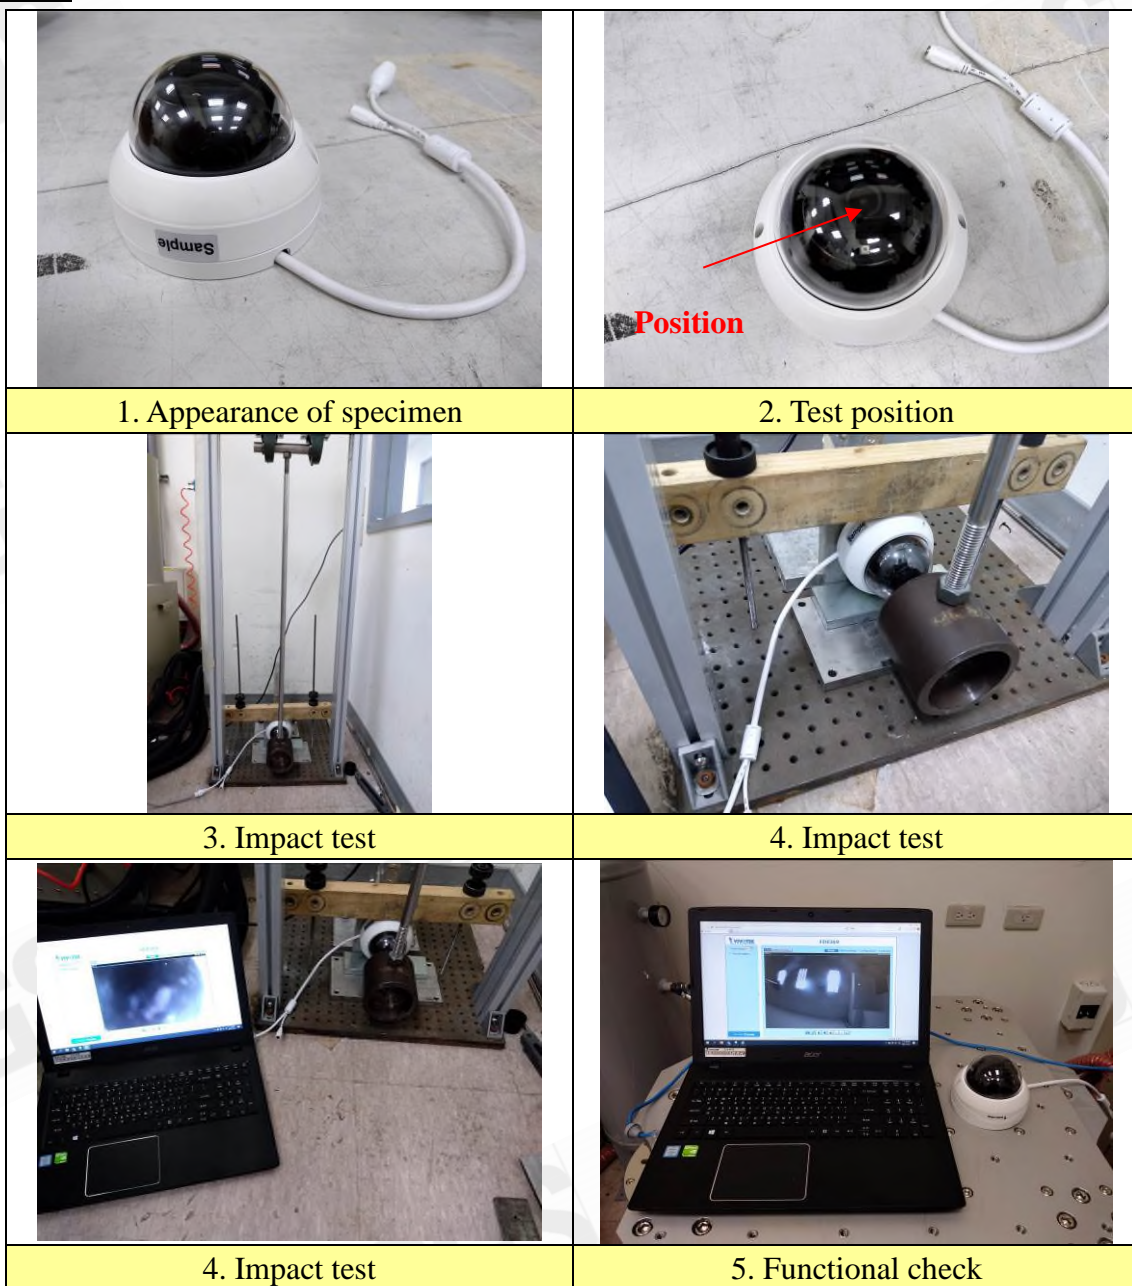 Sample
Position
1. Appearance of specimen
2. Test position
3. Impact test
4. Impact test
acer
4. Impact test
5. Functional check